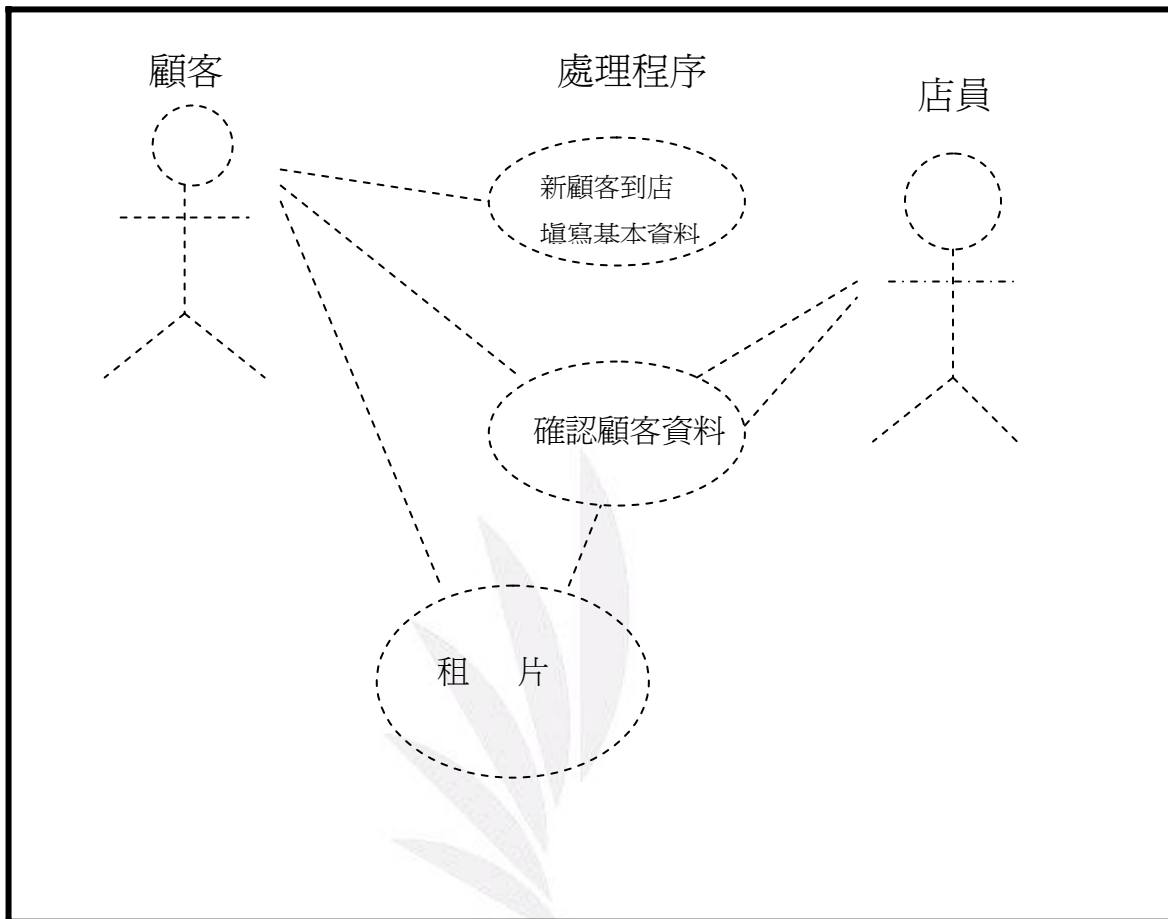 顧客
處理程序
店員
新顧客到店
填寫基本資料
確認顧客資料
租 片